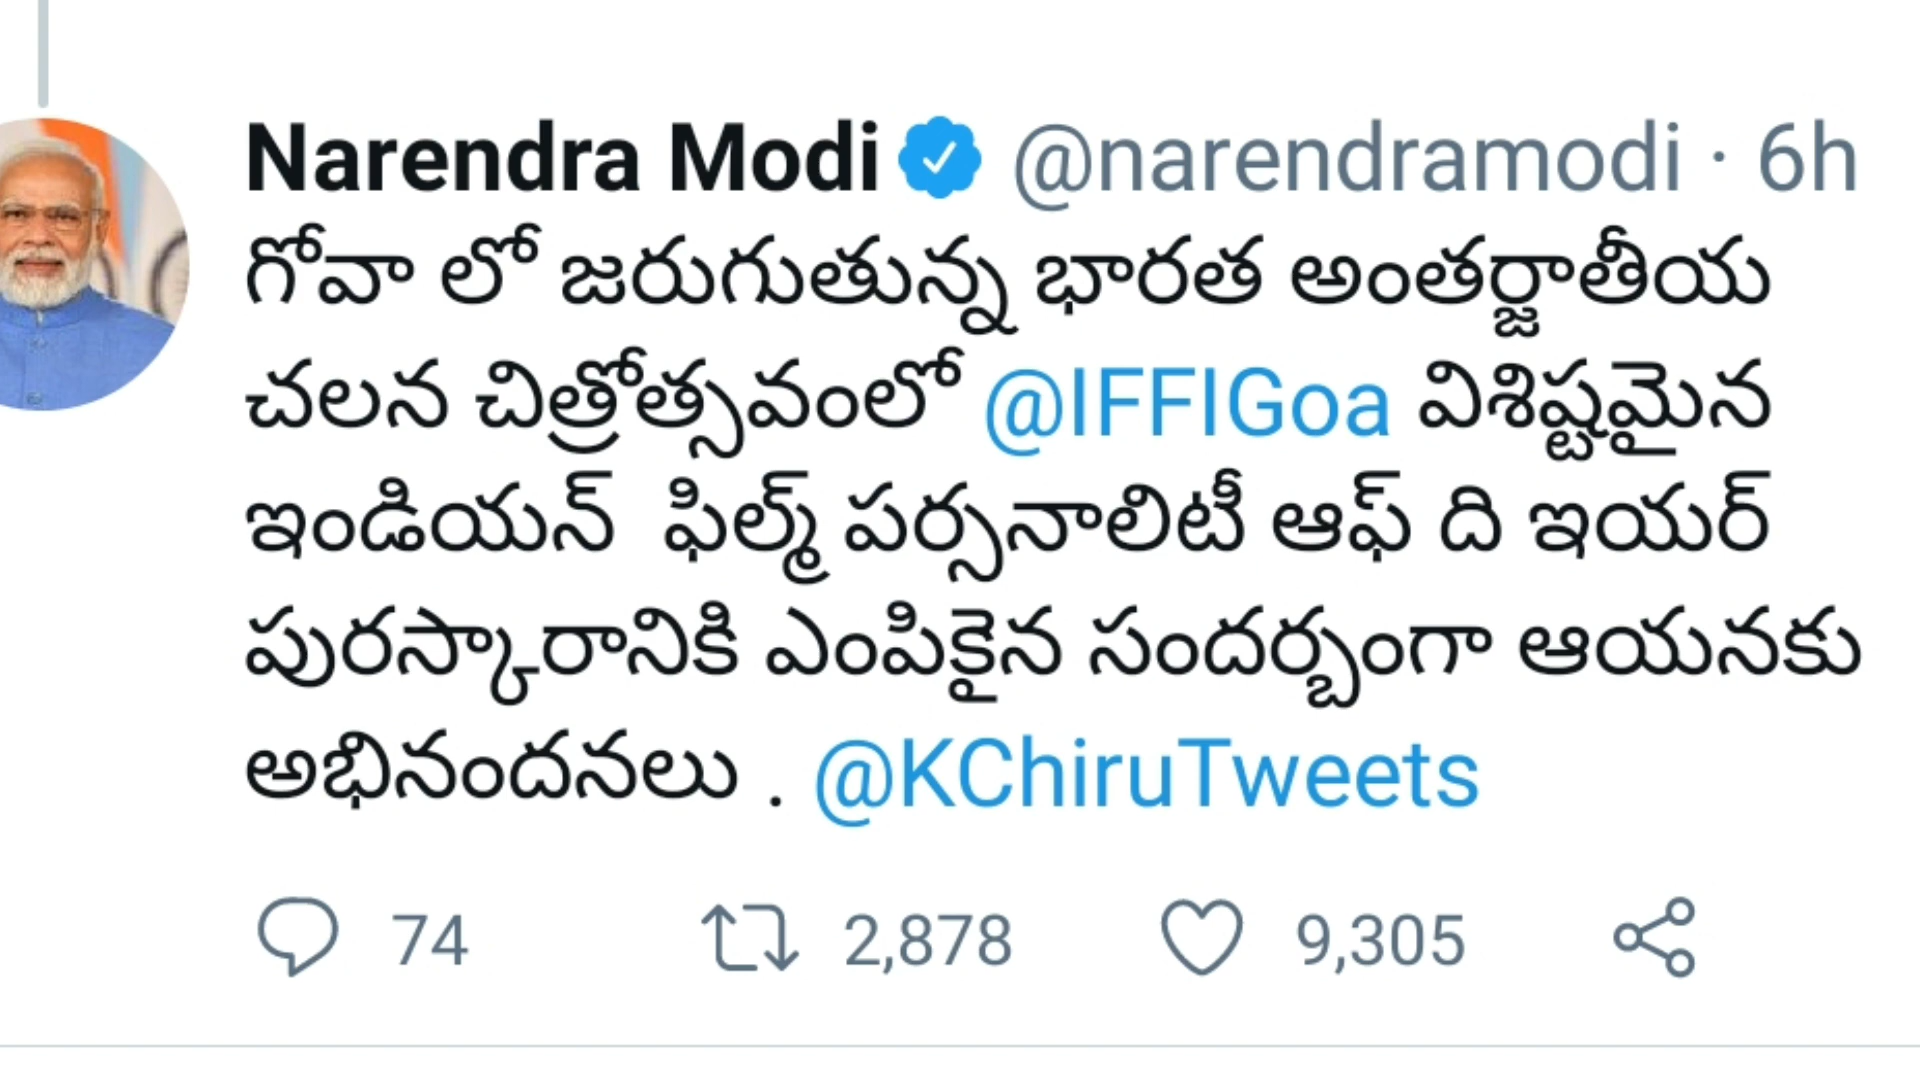 Narendra Modi @narendramodi · 6h
గోవా లో జరుగుతున్న భారత అంతర్జాతీయ
చలన చిత్రోత్సవంలో @IFFIGoa విశిష్టమైన
ఇండియన్  ఫిల్మ్ పర్సనాలిటీ ఆఫ్ ది ఇయర్
పురస్కారానికి ఎంపికైన సందర్బంగా ఆయనకు
అభినందనలు . @KChiruTweets
74 2,878 9,305